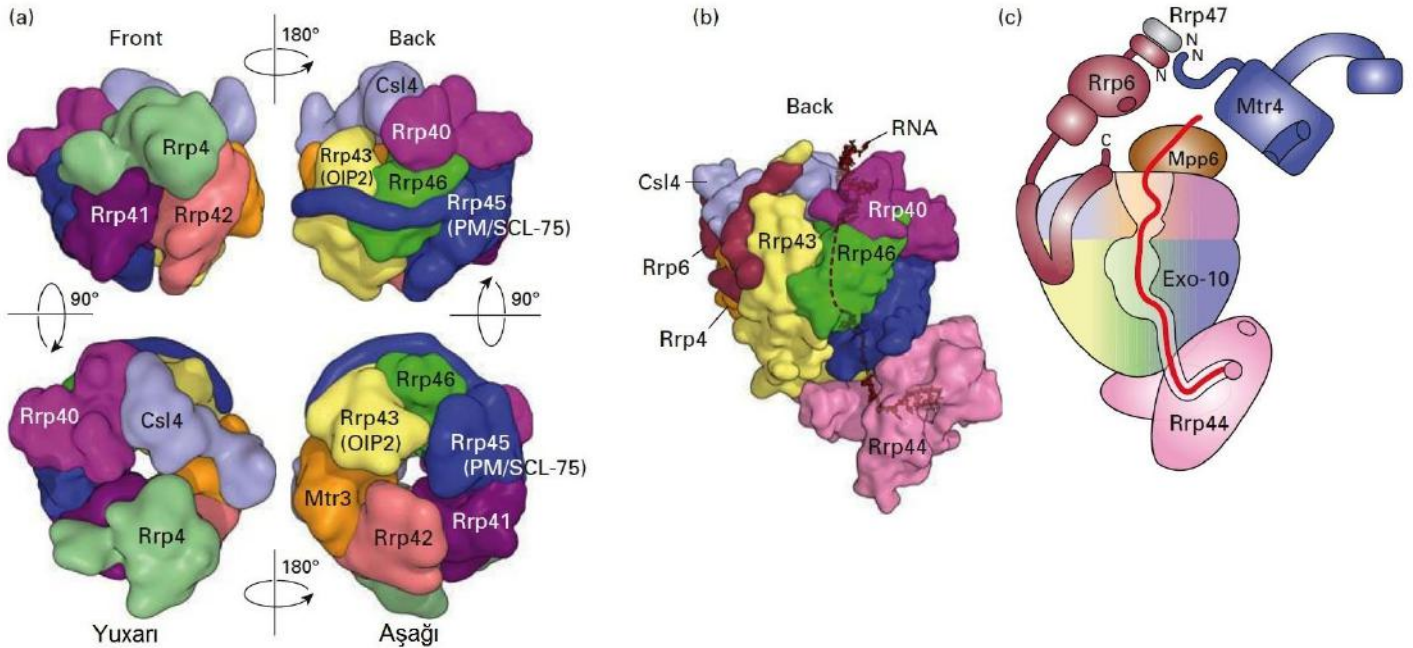 (a)
Front
180°
Back
Rrp4
Rrp41
Rrp42
Csl4
Rrp40
Rrp43
(OIP2)
Rrp46
Rrp45
(PM/SCL-75)
90°
90°
Rrp40
Csl4
Rrp4
Rrp46
Rrp43
(OIP2)
Rrp45
(PM/SCL-75)
Mtr3
Rrp42
Rrp41
180°
Yuxarı
Aşağı
(b)
Back
RNA
Csl4
Rrp40
Rrp43
Rrp46
Rrp6
Rrp4
Rrp44
(c)
Rrp47
N
N
N
Rrp6
Mtr4
C
Mpp6
Exo-10
Rrp44